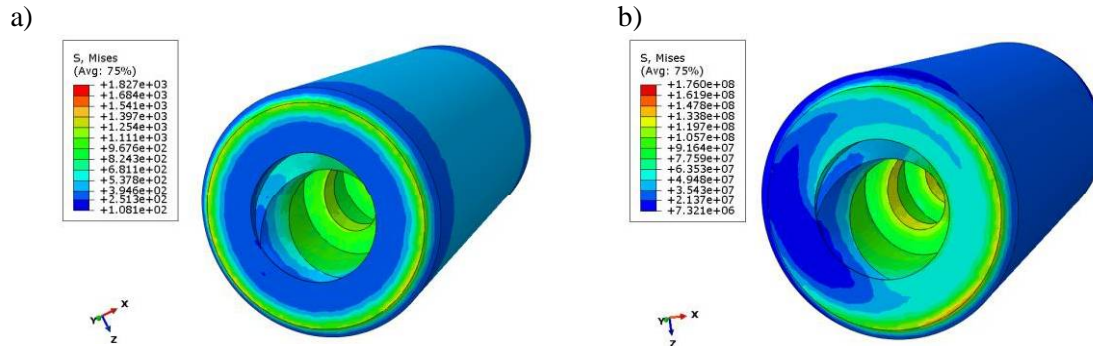 a)
S, Mises
(Avg: 75%)
+1.827e+03
+1.684e+03
+1.541e+03
+1.397e+03
+1.254e+03
+1.111e+03
+9.676e+02
+8.243e+02
+6.811e+02
+5.378e+02
+3.946e+02
+2.513e+02
+1.081e+02
Y X
Z
b)
S, Mises
(Avg: 75%)
+1.760e+08
+1.619e+08
+1.478e+08
+1.338e+08
+1.197e+08
+1.057e+08
+9.164e+07
+7.759e+07
+6.353e+07
+4.948e+07
+3.543e+07
+2.137e+07
+7.321e+06
Y X
Z